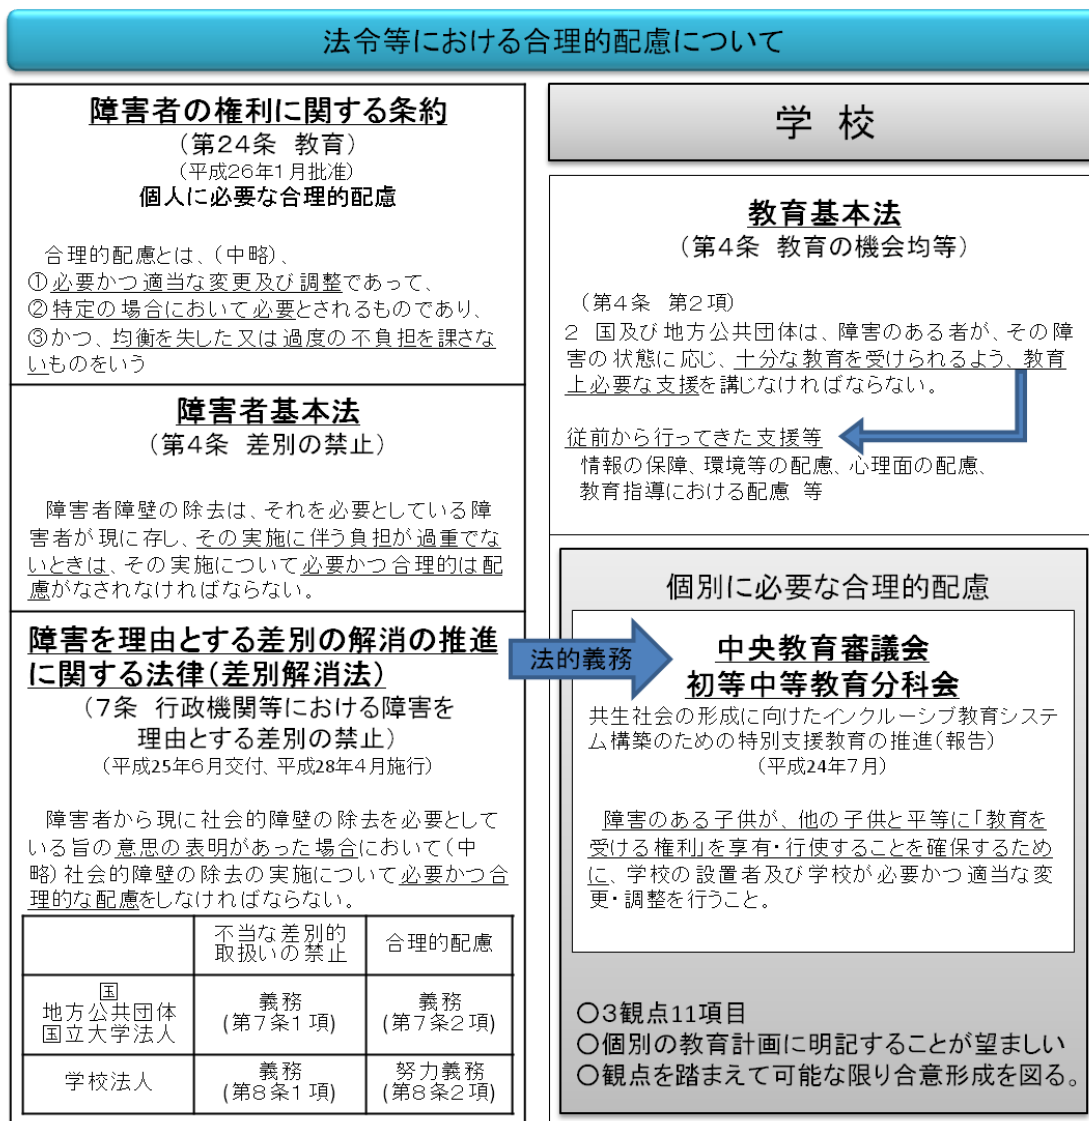 法令等における合理的配慮について
障害者の権利に関する条約
（第24条 教育）
（平成26年1月批准）
個人に必要な合理的配慮
合理的配慮とは、（中略）、
①必要かつ適当な変更及び調整であって、
②特定の場合において必要とされるものであり、
③かつ、均衡を失した又は過度の不負担を課さな
いものをいう
障害者基本法
（第4条 差別の禁止）
障害者障壁の除去は、それを必要としている障
害者が現に存し、その実施に伴う負担が過重でな
いときは、その実施について必要かつ合理的は配
慮がなされなければならない。
障害を理由とする差別の解消の推進
に関する法律（差別解消法）
（7条 行政機関等における障害を
理由とする差別の禁止）
（平成25年6月交付、平成28年4月施行）
障害者から現に社会的障壁の除去を必要として
いる旨の意思の表明があった場合において（中
略）社会的障壁の除去の実施について必要かつ合
理的な配慮をしなければならない。
不当な差別的
取扱いの禁止
合理的配慮
国
地方公共団体
国立大学法人
義務
(第7条1項)
義務
(第7条2項)
学校法人
義務
(第8条1項)
努力義務
(第8条2項)
法的義務
学 校
教育基本法
（第4条 教育の機会均等）
（第4条 第2項）
2 国及び地方公共団体は、障害のある者が、その障
害の状態に応じ、十分な教育を受けられるよう、教育
上必要な支援を講じなければならない。
従前から行ってきた支援等
情報の保障、環境等の配慮、心理面の配慮、
教育指導における配慮 等
個別に必要な合理的配慮
中央教育審議会
初等中等教育分科会
共生社会の形成に向けたインクルーシブ教育システ
ム構築のための特別支援教育の推進（報告）
（平成24年7月）
障害のある子供が、他の子供と平等に「教育を
受ける権利」を享有・行使することを確保するため
に、学校の設置者及び学校が必要かつ適当な変
更・調整を行うこと。
○3観点11項目
○個別の教育計画に明記することが望ましい
○観点を踏まえて可能な限り合意形成を図る。